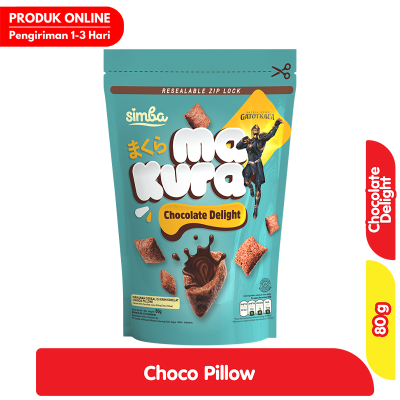 PRODUK ONLINE
Pengiriman 1-3 Hari
RESEALABLE ZIP LOCK
simba
GATOTKACA
まくら
ma
kura
Chocolate Delight
Chocolate
Delight
80g
Choco Pillow